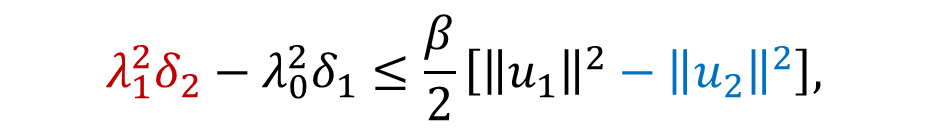 λ₁²δ₂ − λ₀²δ₁ ≤ β/2 [‖u₁‖² − ‖u₂‖²],